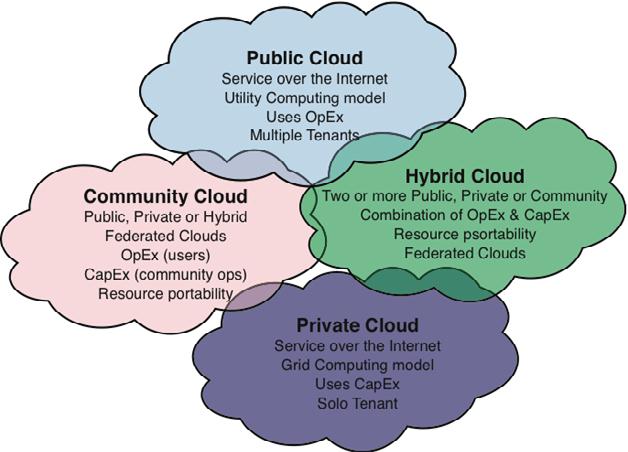 Public Cloud
Service over the Internet
Utility Computing model
Uses OpEx
Multiple Tenants
Community Cloud
Public, Private or Hybrid
Federated Clouds
OpEx (users)
CapEx (community ops)
Resource portability
Hybrid Cloud
Two or more Public, Private or Community
Combination of OpEx & CapEx
Resource psortability
Federated Clouds
Private Cloud
Service over the Internet
Grid Computing model
Uses CapEx
Solo Tenant